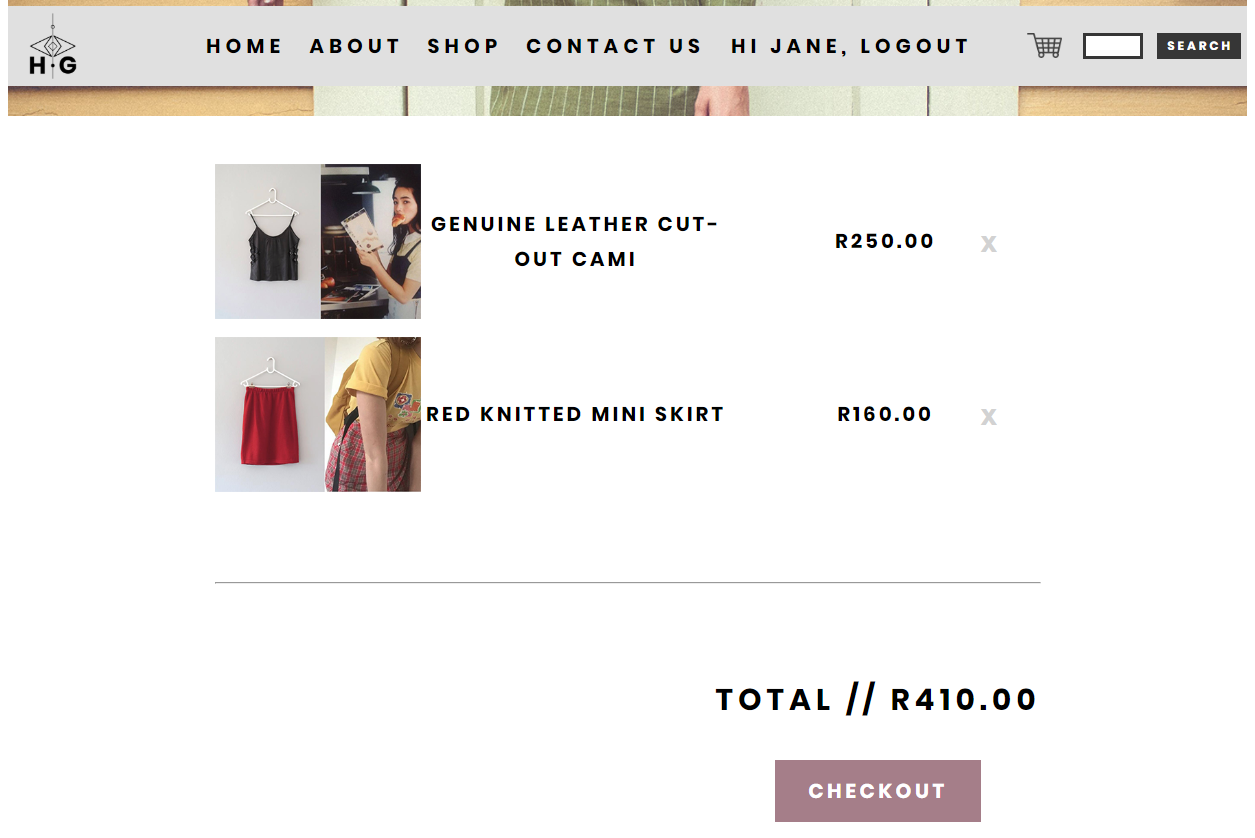 H·G
HOME ABOUT SHOP CONTACT US HI JANE, LOGOUT SEARCH
GENUINE LEATHER CUT-
OUT CAMI
R250.00 X
RED KNITTED MINI SKIRT R160.00 X
TOTAL // R410.00
CHECKOUT